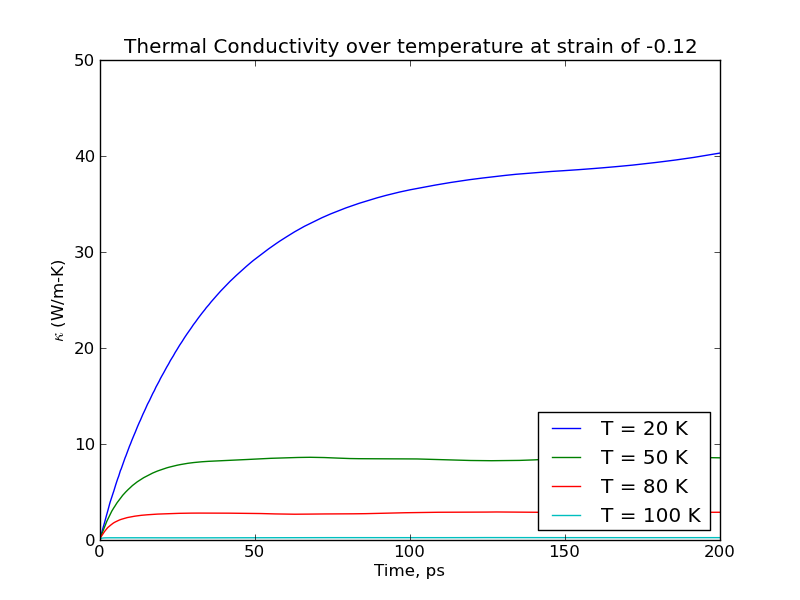 Thermal Conductivity over temperature at strain of -0.12
50
40
30
20
10
0
κ (W/m-K)
T = 20 K
T = 50 K
T = 80 K
T = 100 K
0 50 100 150 200
Time, ps